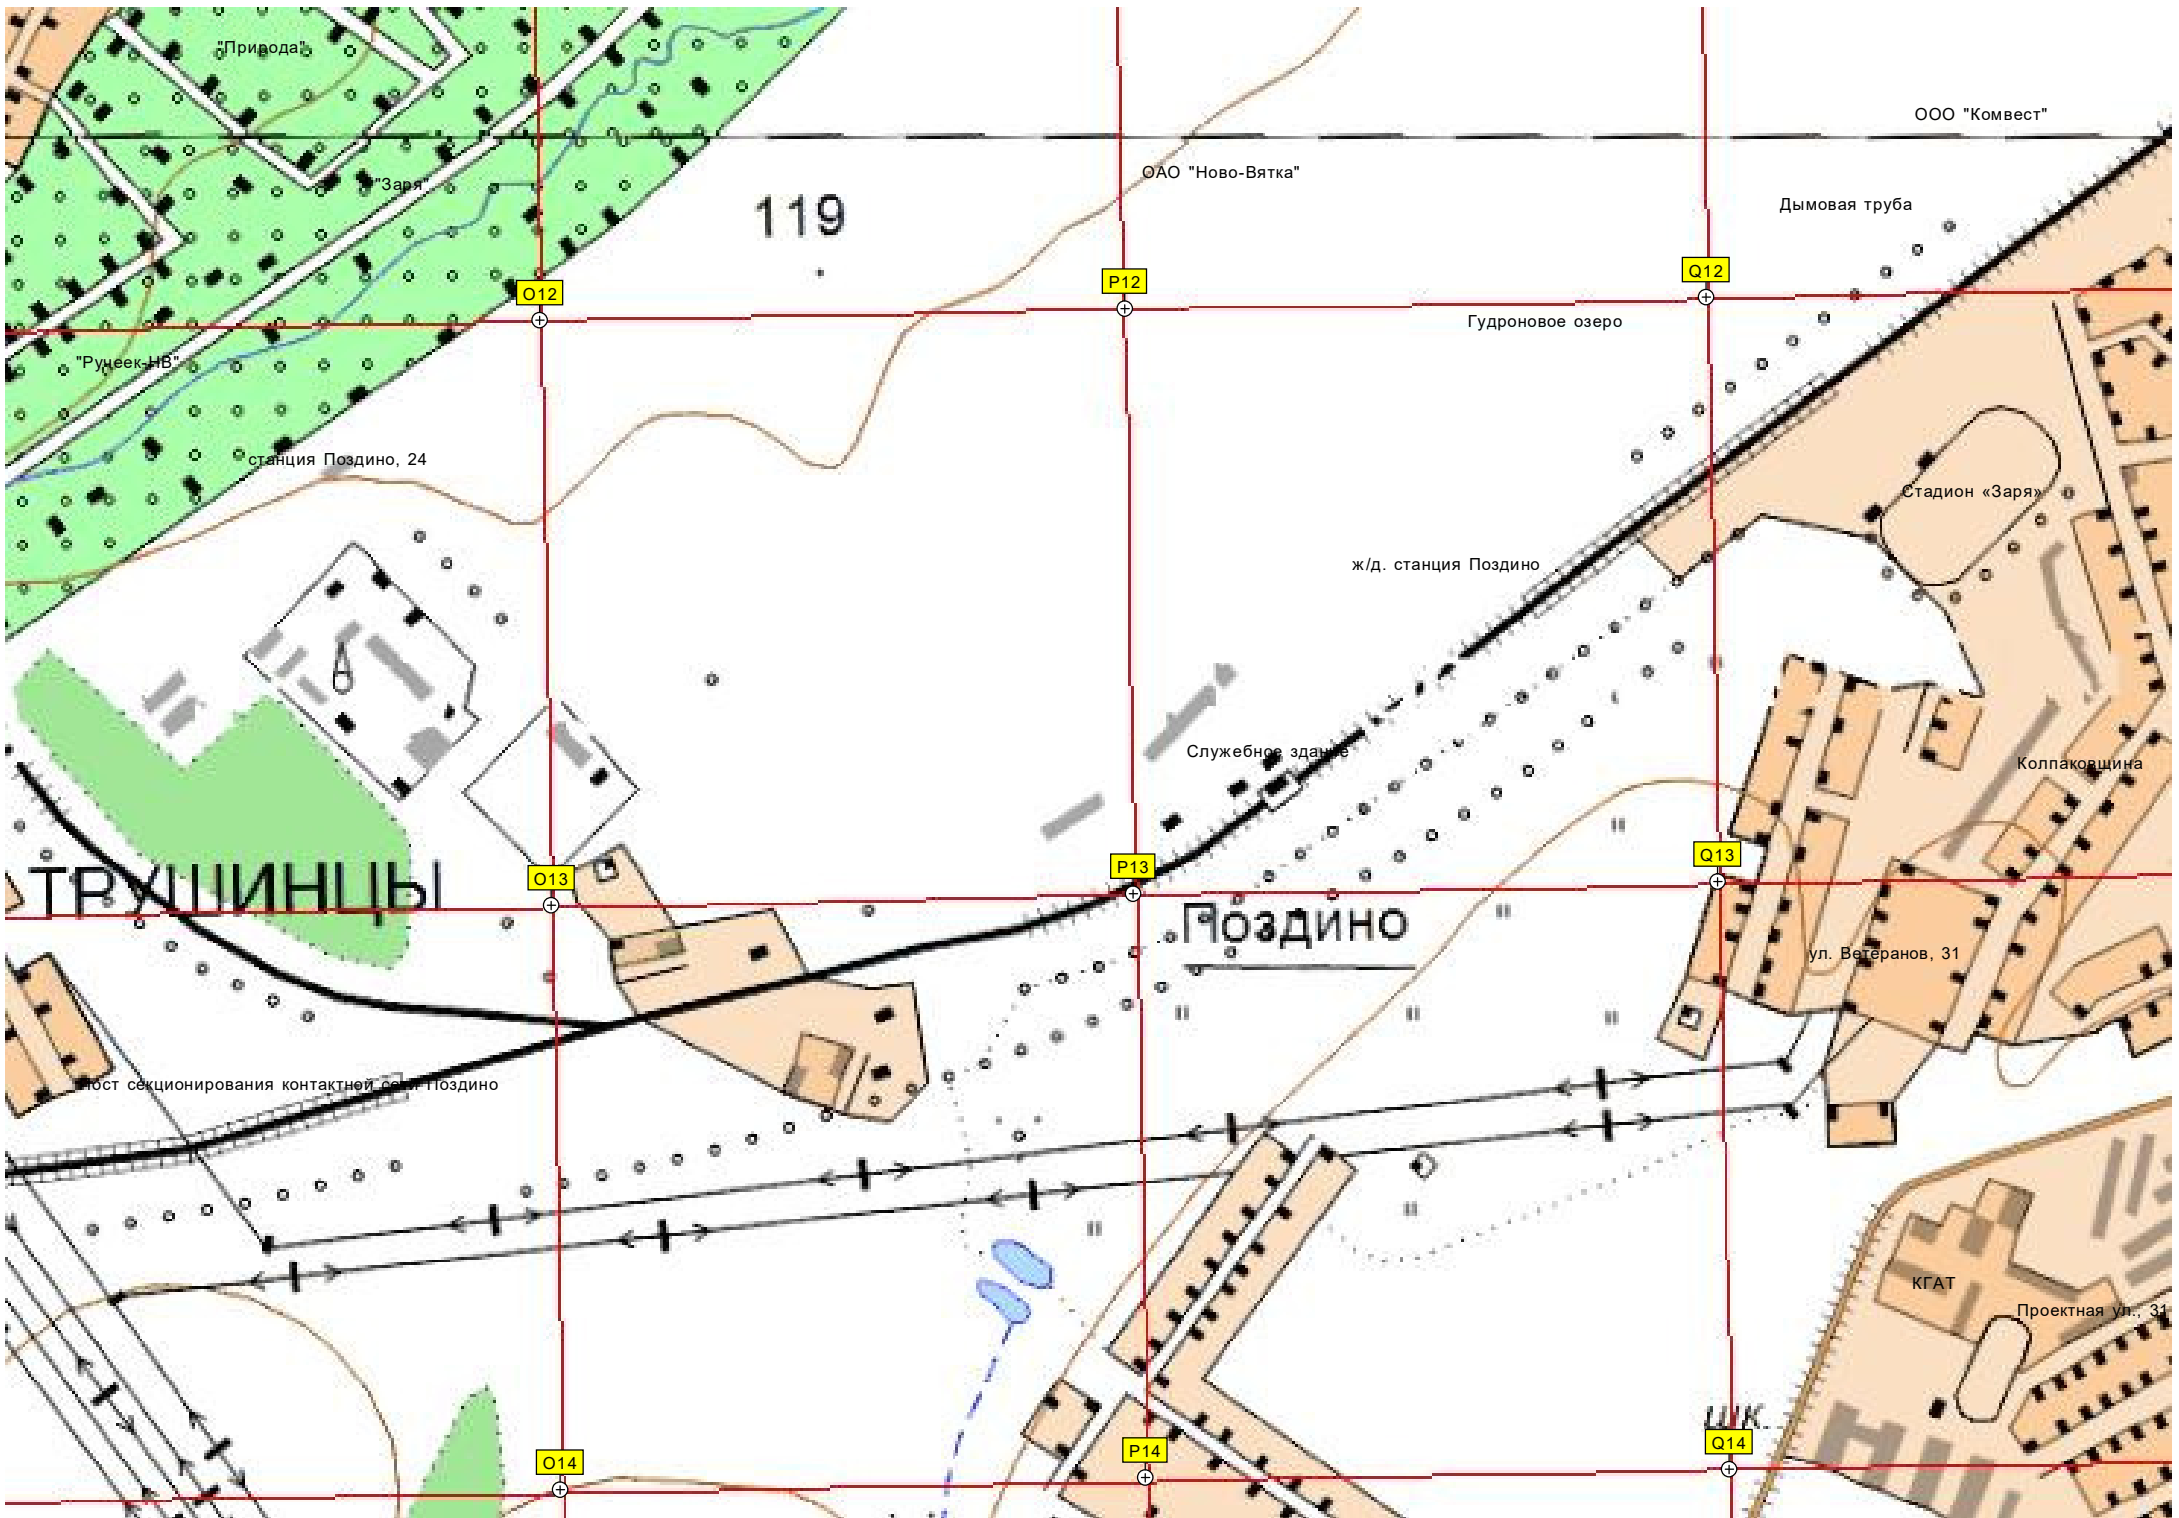 "Природа"
ООО "Комвест"
ОАО "Ново-Вятка"
"Заря"
Дымовая труба
119
Q12
P12
O12
Гудроновое озеро
"Ручеек-НВ"
станция Поздино, 24
Стадион «Заря»
ж/д. станция Поздино
Служебное здание
Колпаковщина
Q13
P13
O13
ТРУШИНЦЫ
Поздино
ул. Ветеранов, 31
Пост секционирования контактной сети Поздино
КГАТ
Проектная ул., 31
шк.
Q14
P14
O14